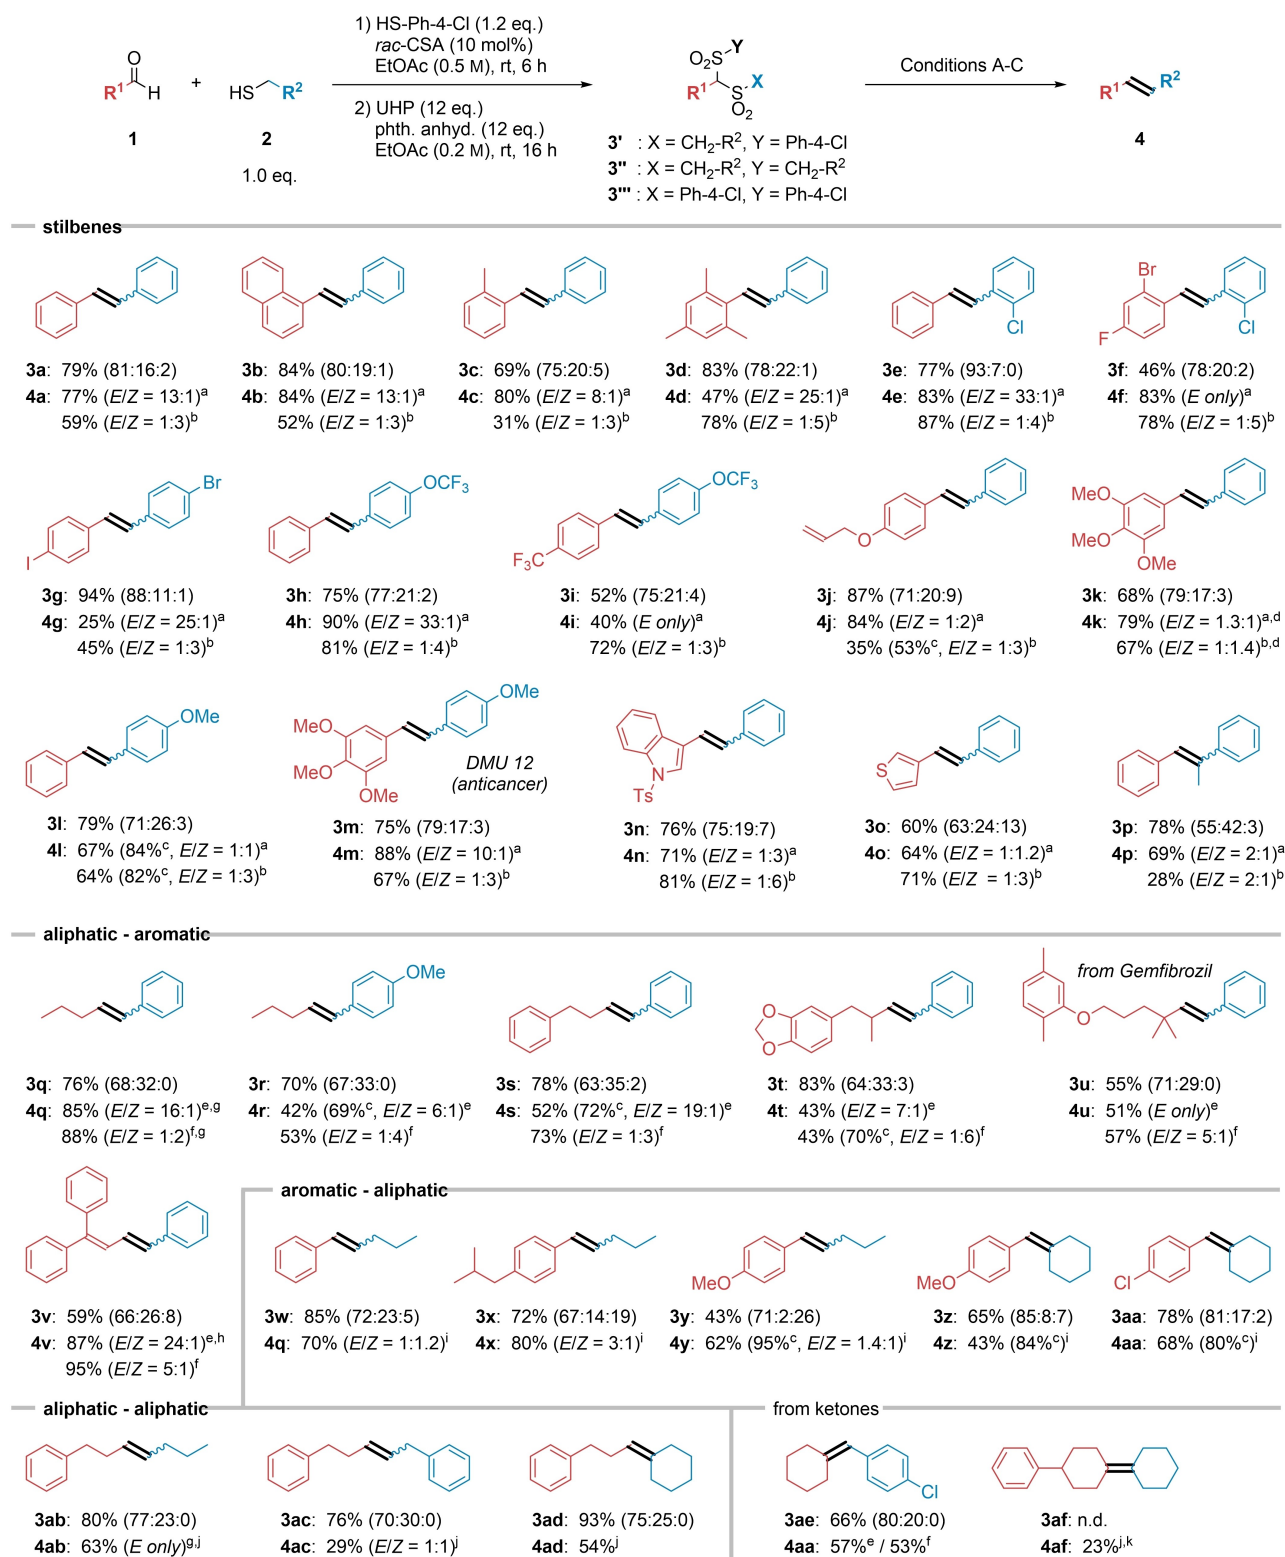 1) HS-Ph-4-Cl (1.2 eq.)
rac-CSA (10 mol%)
EtOAc (0.5 M), rt, 6 h
2) UHP (12 eq.)
phth. anhyd. (12 eq.)
EtOAc (0.2 M), rt, 16 h
O
R¹ H
+
HS R²
O₂S Y
R¹ S X
O₂
Conditions A-C
R¹ R²
1
2
1.0 eq.
3' : X = CH₂-R², Y = Ph-4-Cl
3'' : X = CH₂-R², Y = CH₂-R²
3''' : X = Ph-4-Cl, Y = Ph-4-Cl
4
stilbenes
Cl
Br
F
Cl
3a: 79% (81:16:2)
4a: 77% (E/Z = 13:1)ᵃ
59% (E/Z = 1:3)ᵇ
3b: 84% (80:19:1)
4b: 84% (E/Z = 13:1)ᵃ
52% (E/Z = 1:3)ᵇ
3c: 69% (75:20:5)
4c: 80% (E/Z = 8:1)ᵃ
31% (E/Z = 1:3)ᵇ
3d: 83% (78:22:1)
4d: 47% (E/Z = 25:1)ᵃ
78% (E/Z = 1:5)ᵇ
3e: 77% (93:7:0)
4e: 83% (E/Z = 33:1)ᵃ
87% (E/Z = 1:4)ᵇ
3f: 46% (78:20:2)
4f: 83% (E only)ᵃ
78% (E/Z = 1:5)ᵇ
Br
I
OCF₃
OCF₃
F₃C
O
MeO
MeO
OMe
3g: 94% (88:11:1)
4g: 25% (E/Z = 25:1)ᵃ
45% (E/Z = 1:3)ᵇ
3h: 75% (77:21:2)
4h: 90% (E/Z = 33:1)ᵃ
81% (E/Z = 1:4)ᵇ
3i: 52% (75:21:4)
4i: 40% (E only)ᵃ
72% (E/Z = 1:3)ᵇ
3j: 87% (71:20:9)
4j: 84% (E/Z = 1:2)ᵃ
35% (53%ᶜ, E/Z = 1:3)ᵇ
3k: 68% (79:17:3)
4k: 79% (E/Z = 1.3:1)ᵃ,ᵈ
67% (E/Z = 1:1.4)ᵇ,ᵈ
OMe
OMe
MeO
MeO
OMe
DMU 12
(anticancer)
N
Ts
S
3l: 79% (71:26:3)
4l: 67% (84%ᶜ, E/Z = 1:1)ᵃ
64% (82%ᶜ, E/Z = 1:3)ᵇ
3m: 75% (79:17:3)
4m: 88% (E/Z = 10:1)ᵃ
67% (E/Z = 1:3)ᵇ
3n: 76% (75:19:7)
4n: 71% (E/Z = 1:3)ᵃ
81% (E/Z = 1:6)ᵇ
3o: 60% (63:24:13)
4o: 64% (E/Z = 1:1.2)ᵃ
71% (E/Z = 1:3)ᵇ
3p: 78% (55:42:3)
4p: 69% (E/Z = 2:1)ᵃ
28% (E/Z = 2:1)ᵇ
aliphatic - aromatic
OMe
O
O
from Gemfibrozil
O
3q: 76% (68:32:0)
4q: 85% (E/Z = 16:1)ᵉ,ᵍ
88% (E/Z = 1:2)ᶠ,ᵍ
3r: 70% (67:33:0)
4r: 42% (69%ᶜ, E/Z = 6:1)ᵉ
53% (E/Z = 1:4)ᶠ
3s: 78% (63:35:2)
4s: 52% (72%ᶜ, E/Z = 19:1)ᵉ
73% (E/Z = 1:3)ᶠ
3t: 83% (64:33:3)
4t: 43% (E/Z = 7:1)ᵉ
43% (70%ᶜ, E/Z = 1:6)ᶠ
3u: 55% (71:29:0)
4u: 51% (E only)ᵉ
57% (E/Z = 5:1)ᶠ
aromatic - aliphatic
MeO
MeO
Cl
3v: 59% (66:26:8)
4v: 87% (E/Z = 24:1)ᵉ,ʰ
95% (E/Z = 5:1)ᶠ
3w: 85% (72:23:5)
4q: 70% (E/Z = 1:1.2)ⁱ
3x: 72% (67:14:19)
4x: 80% (E/Z = 3:1)ⁱ
3y: 43% (71:2:26)
4y: 62% (95%ᶜ, E/Z = 1.4:1)ⁱ
3z: 65% (85:8:7)
4z: 43% (84%ᶜ)ⁱ
3aa: 78% (81:17:2)
4aa: 68% (80%ᶜ)ⁱ
aliphatic - aliphatic
from ketones
Cl
3ab: 80% (77:23:0)
4ab: 63% (E only)ᵍ,ʲ
3ac: 76% (70:30:0)
4ac: 29% (E/Z = 1:1)ʲ
3ad: 93% (75:25:0)
4ad: 54%ʲ
3ae: 66% (80:20:0)
4aa: 57%ᵉ / 53%ᶠ
3af: n.d.
4af: 23%ʲ,ᵏ